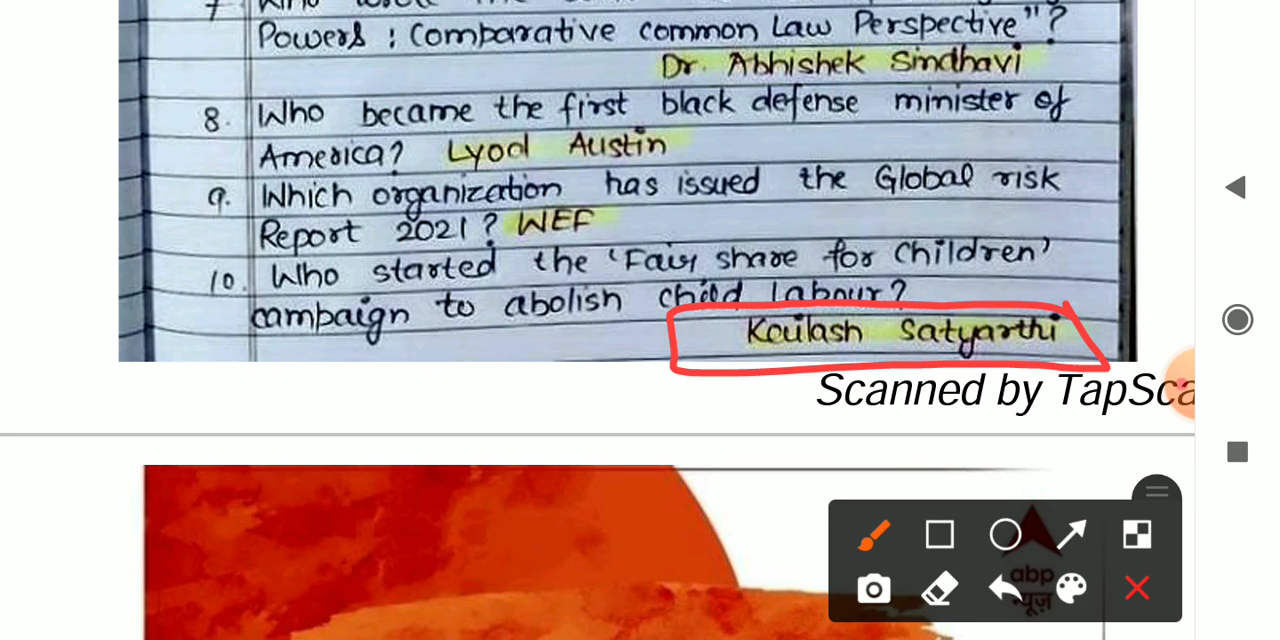 Powers : Comparative common Law Perspective"?
Dr. Abhishek Sindhavi
8. Who became the first black defense minister of
America? Lyod Austin
9. Which organization has issued the Global risk
Report 2021? WEF
10. Who started the 'Fair share for Children'
campaign to abolish child labour?
Kailash Satyarthi
Scanned by TapSca
abp
न्यूज़